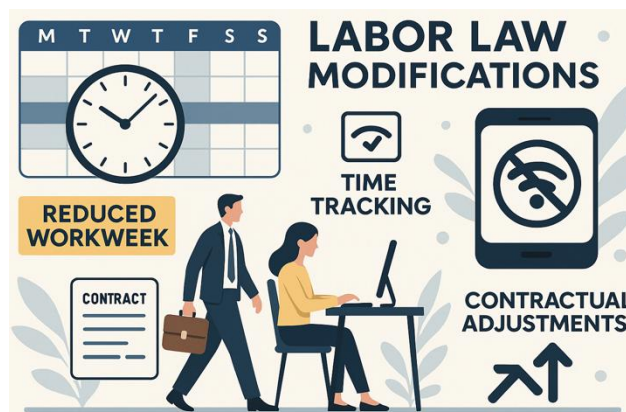 M T W T F S S
LABOR LAW
MODIFICATIONS
TIME
TRACKING
REDUCED
WORKWEEK
CONTRACT
CONTRACTUAL
ADJUSTMENTS